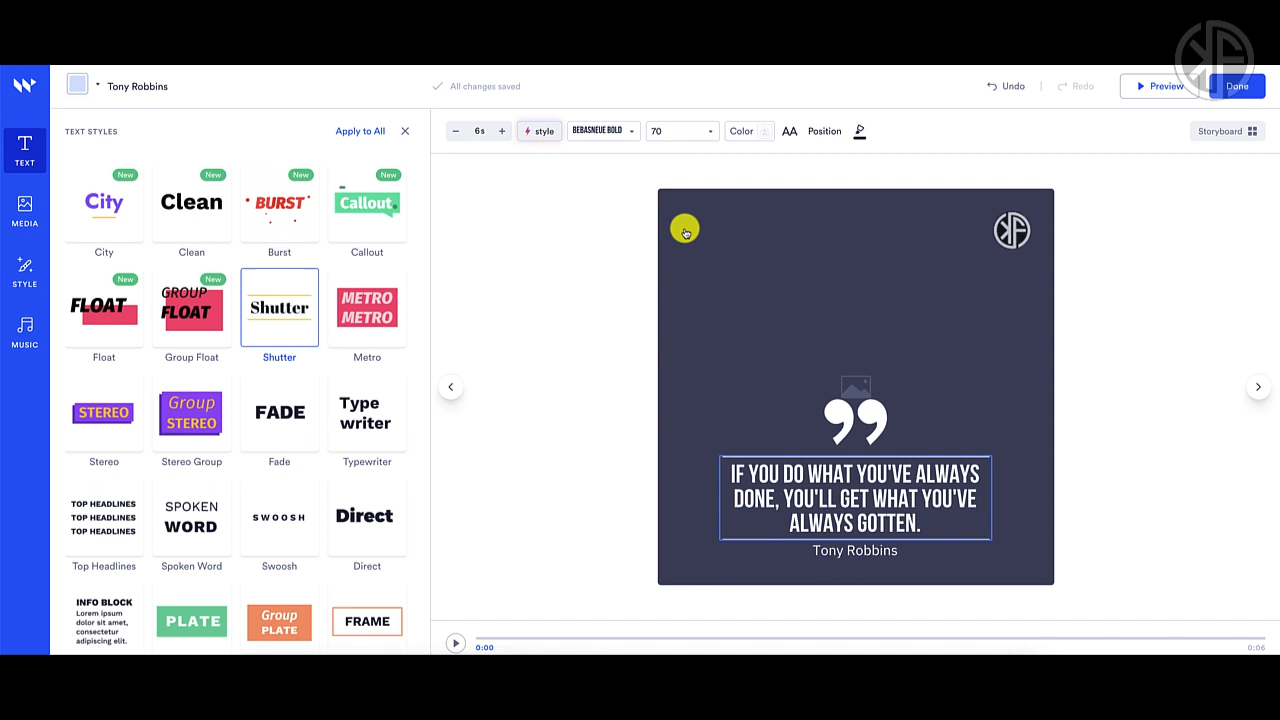 Tony Robbins
All changes saved
Undo
Redo
Preview
Done
TEXT
MEDIA
STYLE
MUSIC
TEXT STYLES
Apply to All
6s
style
BEBASNEUE BOLD
70
Color
AA
Position
Storyboard
New
New
New
City
Clean
BURST
Callout
City
Clean
Burst
Callout
New
New
FLOAT
GROUP
FLOAT
Shutter
METRO
METRO
Float
Group Float
Shutter
Metro
STEREO
Group
STEREO
FADE
Type
writer
Stereo
Stereo Group
Fade
Typewriter
TOP HEADLINES
TOP HEADLINES
TOP HEADLINES
SPOKEN
WORD
SWOOSH
Direct
Top Headlines
Spoken Word
Swoosh
Direct
INFO BLOCK
Lorem ipsum
dolor sit amet,
consectetur
adipiscing elit.
PLATE
Group
PLATE
FRAME
IF YOU DO WHAT YOU'VE ALWAYS
DONE, YOU'LL GET WHAT YOU'VE
ALWAYS GOTTEN.
Tony Robbins
0:00
0:06